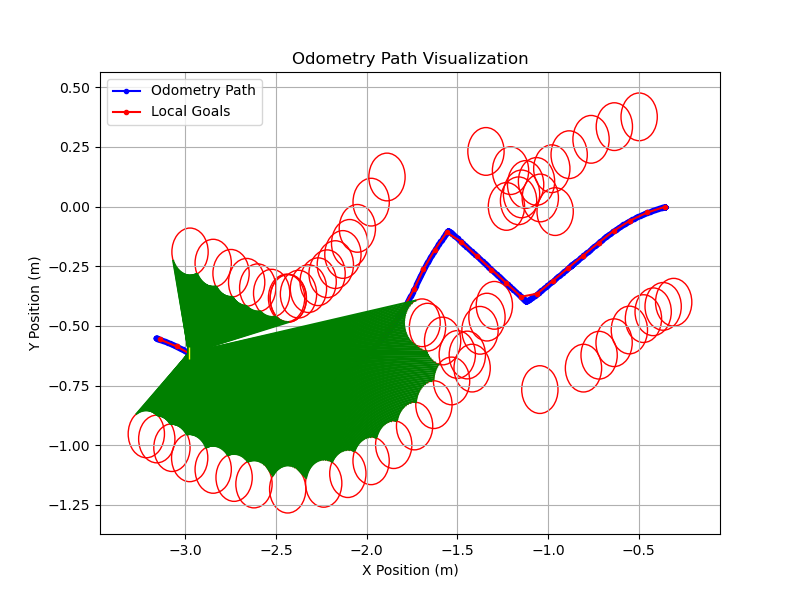 Odometry Path Visualization
Odometry Path
Local Goals
0.50
0.25
0.00
−0.25
−0.50
−0.75
−1.00
−1.25
Y Position (m)
−3.0 −2.5 −2.0 −1.5 −1.0 −0.5
X Position (m)